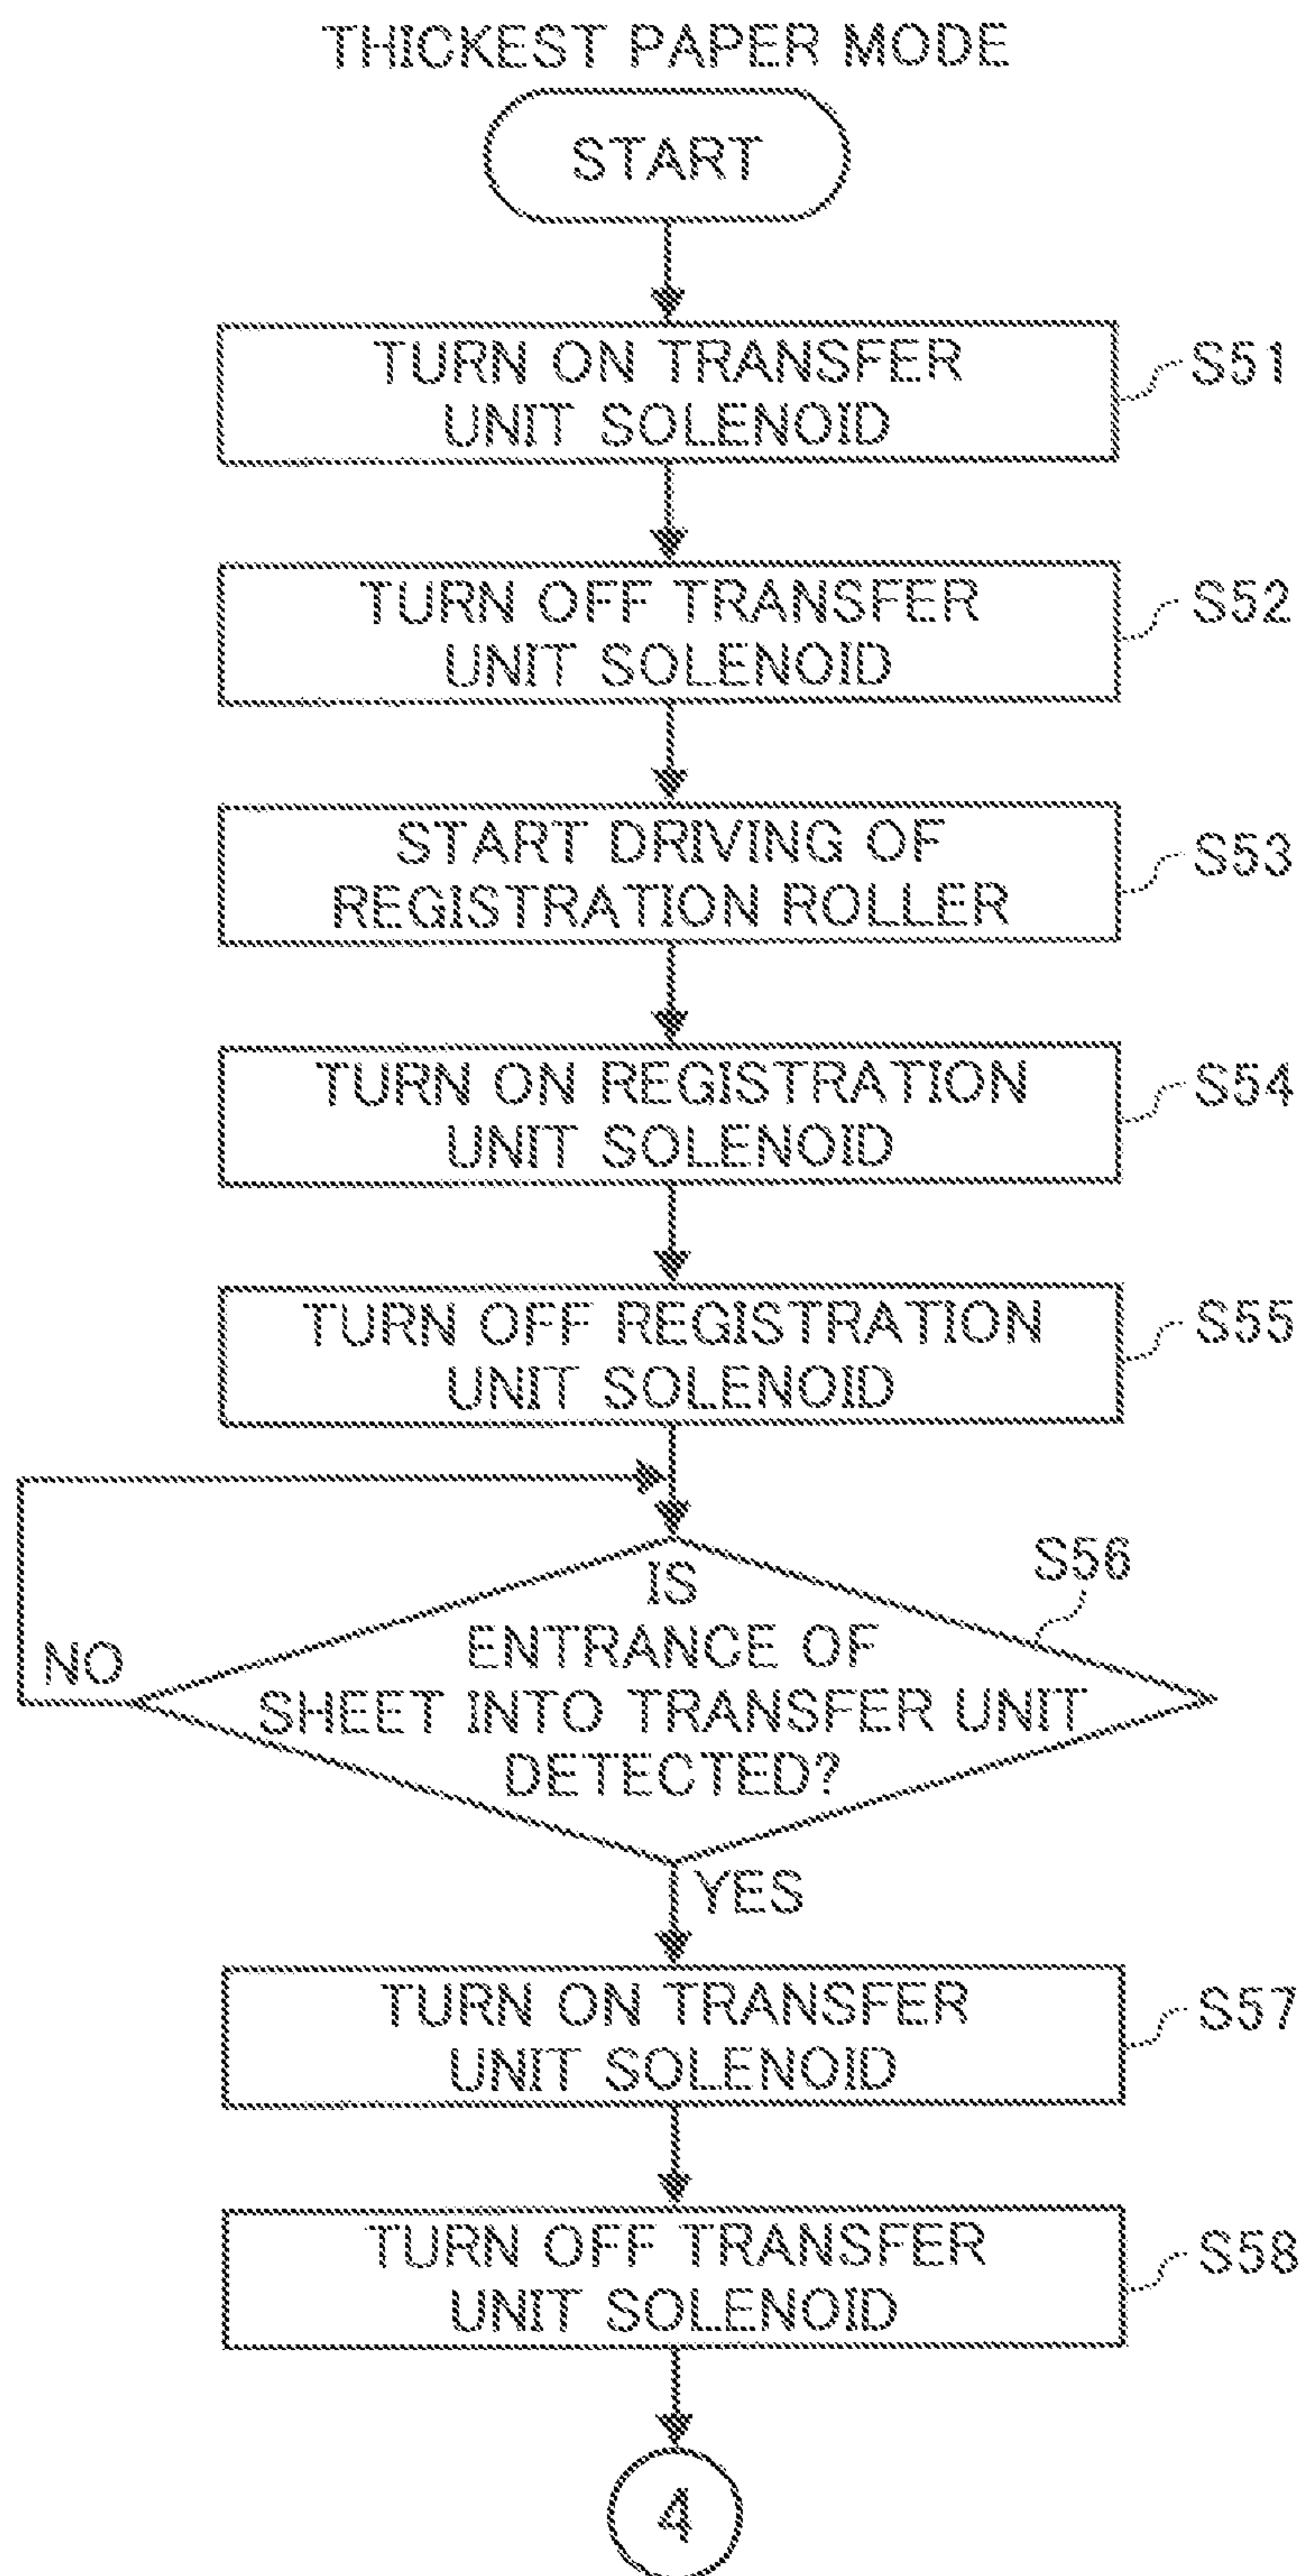 THICKEST PAPER MODE
START
TURN ON TRANSFER
UNIT SOLENOID
S51
TURN OFF TRANSFER
UNIT SOLENOID
S52
START DRIVING OF
REGISTRATION ROLLER
S53
TURN ON REGISTRATION
UNIT SOLENOID
S54
TURN OFF REGISTRATION
UNIT SOLENOID
S55
IS
ENTRANCE OF
SHEET INTO TRANSFER UNIT
DETECTED?
S56
NO
YES
TURN ON TRANSFER
UNIT SOLENOID
S57
TURN OFF TRANSFER
UNIT SOLENOID
S58
4